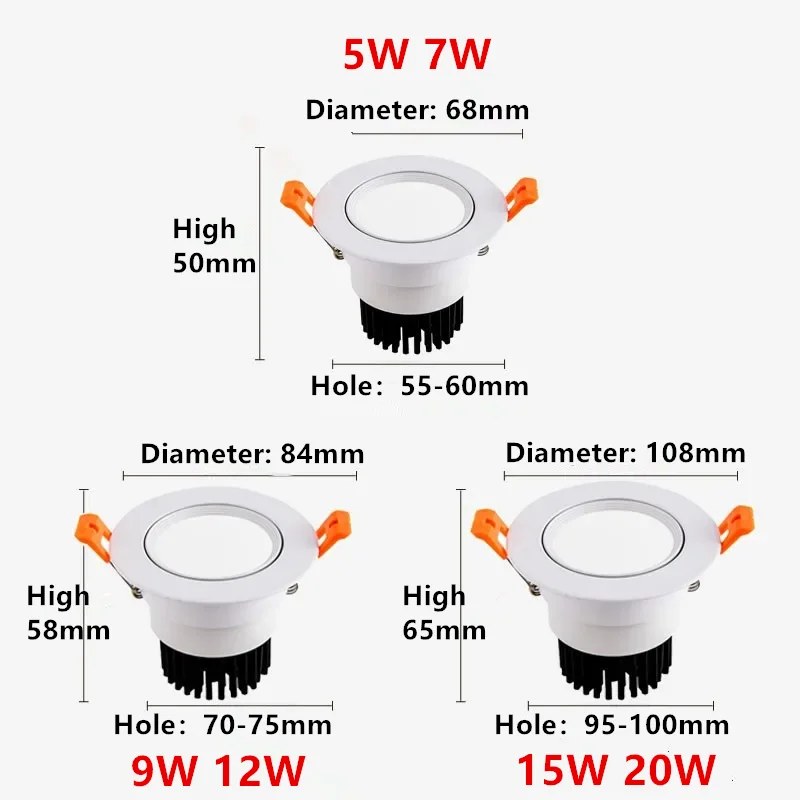 5W 7W
Diameter: 68mm
High
50mm
Hole: 55-60mm
Diameter: 84mm
High
58mm
Hole: 70-75mm
9W 12W
Diameter: 108mm
High
65mm
Hole: 95-100mm
15W 20W